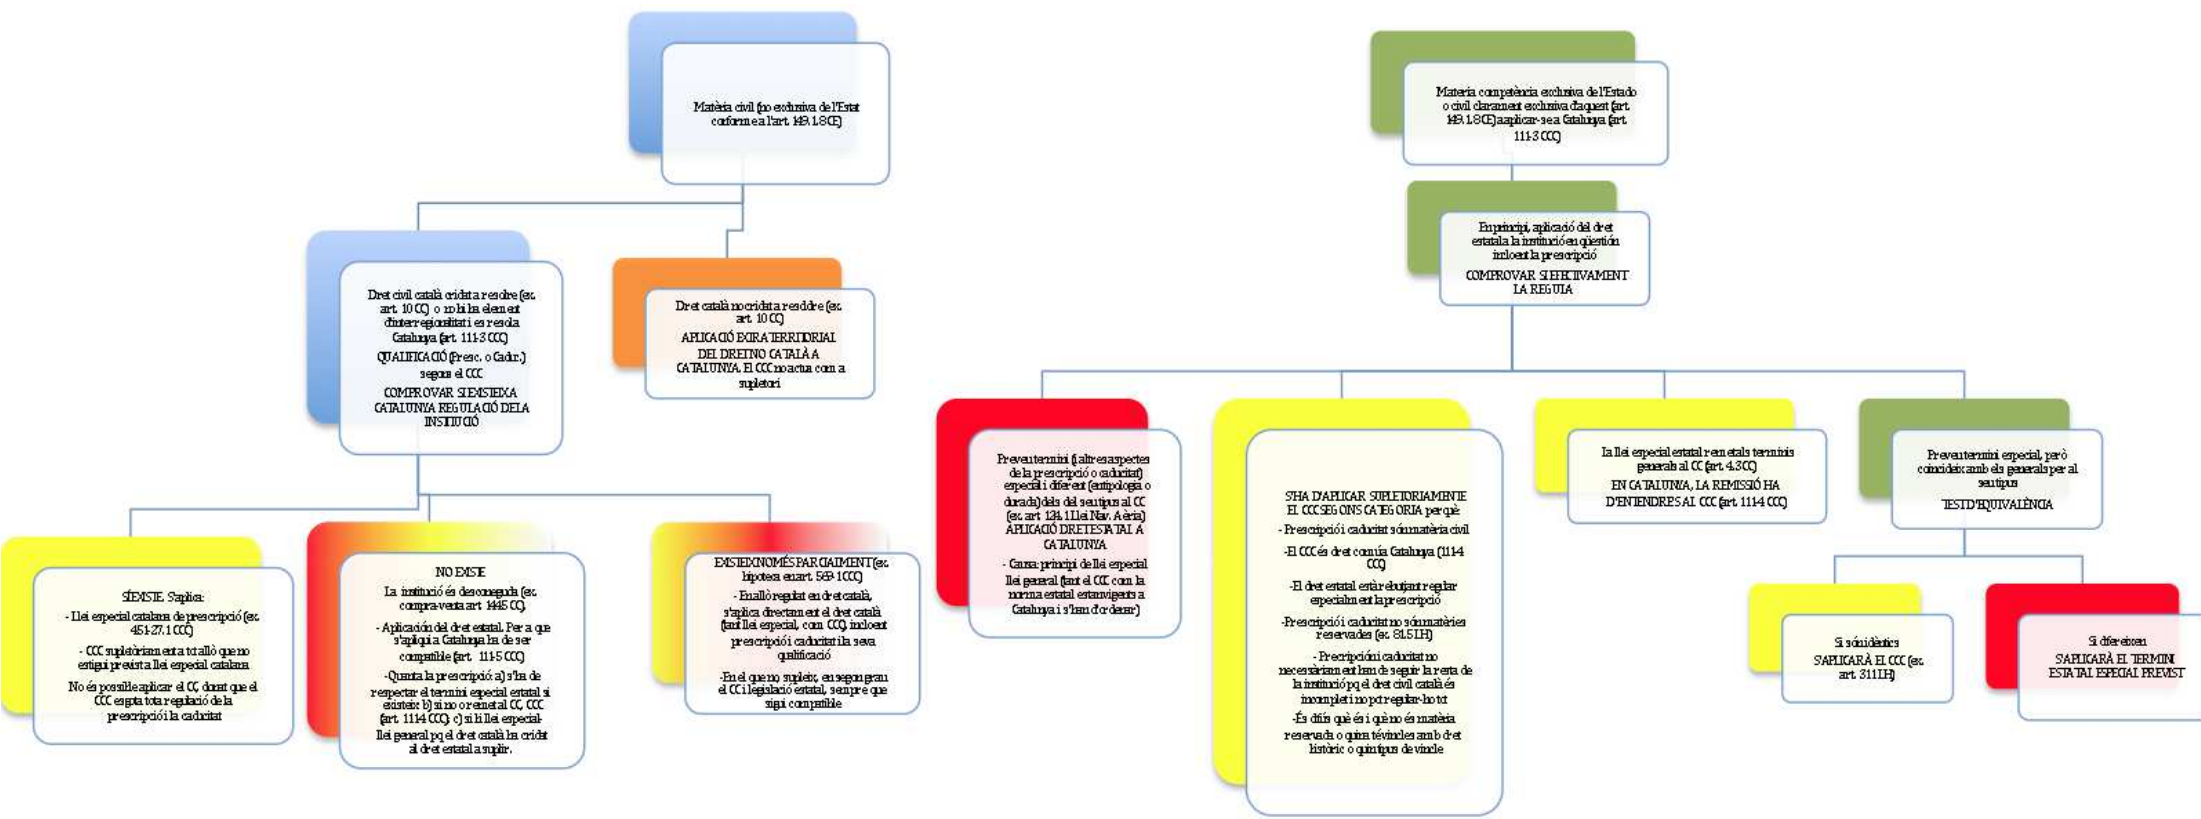 Matèria civil (no exclusiva de l'Estat
conforme a l'art. 149.1.8 CE)
Materia competència exclusiva de l'Estado
o civil clarament exclusiva d'aquest (art.
149.1.8 CE) a aplicar-se a Catalunya (art.
111-3 CCC)
En principi, aplicació del dret
estatal a la institució en qüestión
incloent la prescripció
COMPROVAR SI EFECTIVAMENT
LA REGULA
Dret civil català cridat a resoldre (ex.
art. 10 CC) o no hi ha element
d'interregionalitat i es resol a
Catalunya (art. 111-3 CCC)
QUALIFICACIÓ (Presc. o Caduc.)
segons el CCC
COMPROVAR SI EXISTEIX A
CATALUNYA REGULACIÓ DE LA
INSTITUCIÓ
Dret català no cridat a resoldre (ex.
art. 10 CC)
APLICACIÓ EXTRATERRITORIAL
DEL DRET NO CATALÀ A
CATALUNYA. El CCC no actua com a
supletori
SÍ EXISTE. S'aplica:
- Llei especial catalana de prescripció (ex.
451-27.1 CCC)
- CCC supletòriament a tot allò que no
estigui previst a llei especial catalana
No és possible aplicar el CC, donat que el
CCC esgota tota regulació de la
prescripció i la caducitat
NO EXISTE
La institució és desconeguda (ex.
compra-venta art 1445 CC).
- Aplicación del dret estatal. Per a que
s'apliqui a Catalunya ha de ser
compatible (art. 111-5 CCC)
- Quant a la prescripció: a) s'ha de
respectar el termini especial estatal si
existeix b) si no o remet al CC, CCC
(art. 111-4 CCC); c) si hi llei especial-
llei general pq el dret català ha cridat
al dret estatal a suplir.
EXISTEIX NOMÉS PARCIALMENT (ex.
hipoteca en art. 569-1 CCC)
- En allò regulat en dret català,
s'aplica directament el dret català
(tant llei especial, com CCC), incloent
prescripció i caducitat i la seva
qualificació
-En el que no, supleix, en segon grau
el CC i legislació estatal, sempre que
sigui compatible
Preveu termini (i altres aspectes
de la prescripció o caducitat)
especial i diferent (en tipologia o
durada) dels del seu tipus al CC
(ex. art 124.1 Llei Nav. Aèria)
APLICACIÓ DRET ESTATAL A
CATALUNYA
- Causa: principi de llei especial
llei general (tant el CCC com la
norma estatal estan vigents a
Catalunya i s'han d'ordenar)
S'HA D'APLICAR SUPLETORIAMENTE
EL CCC SEGONS CATEGORIA perquè:
- Prescripció i caducitat són matèria civil
-El CCC és dret comú a Catalunya (111-4
CCC)
-El dret estatal està rebutjant regular
especialment la prescripció
-Prescripció i caducitat no són matèries
reservades (ex. 815 LH)
- Precripción i caducitat no
necessàriament han de seguir la resta de
la institució pq el dret civil català és
incomplet i no pot regular-ho tot
-És difís què és i què no és matèria
reservada o quina té vincles amb dret
històric o quin tipus de vincle
La llei especial estatal remet als terminis
generals al CC (art. 4.3 CC)
EN CATALUNYA, LA REMISSIÓ HA
D'ENTENDRE'S AL CCC (art. 111-4 CCC)
Preveu termini especial, però
coincideix amb els generals per al
seu tipus
TEST D'EQUIVALÈNCIA
Si són idèntics
S'APLICARÀ EL CCC (ex.
art. 311 LH)
Si difereixen
S'APLICARÀ EL TERMINI
ESTATAL ESPECIAL PREVIST